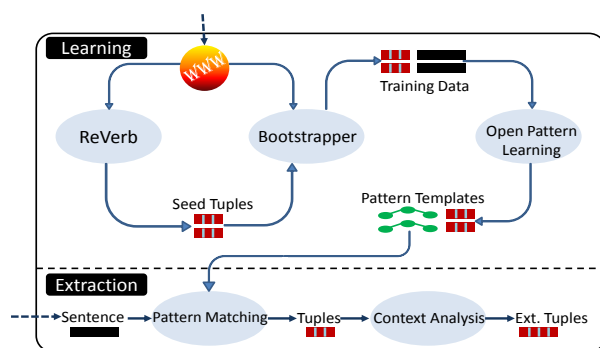 Learning
WWW
Training Data
ReVerb
Bootstrapper
Open Pattern
Learning
Seed Tuples
Pattern Templates
Extraction
Sentence
Pattern Matching
Tuples
Context Analysis
Ext. Tuples